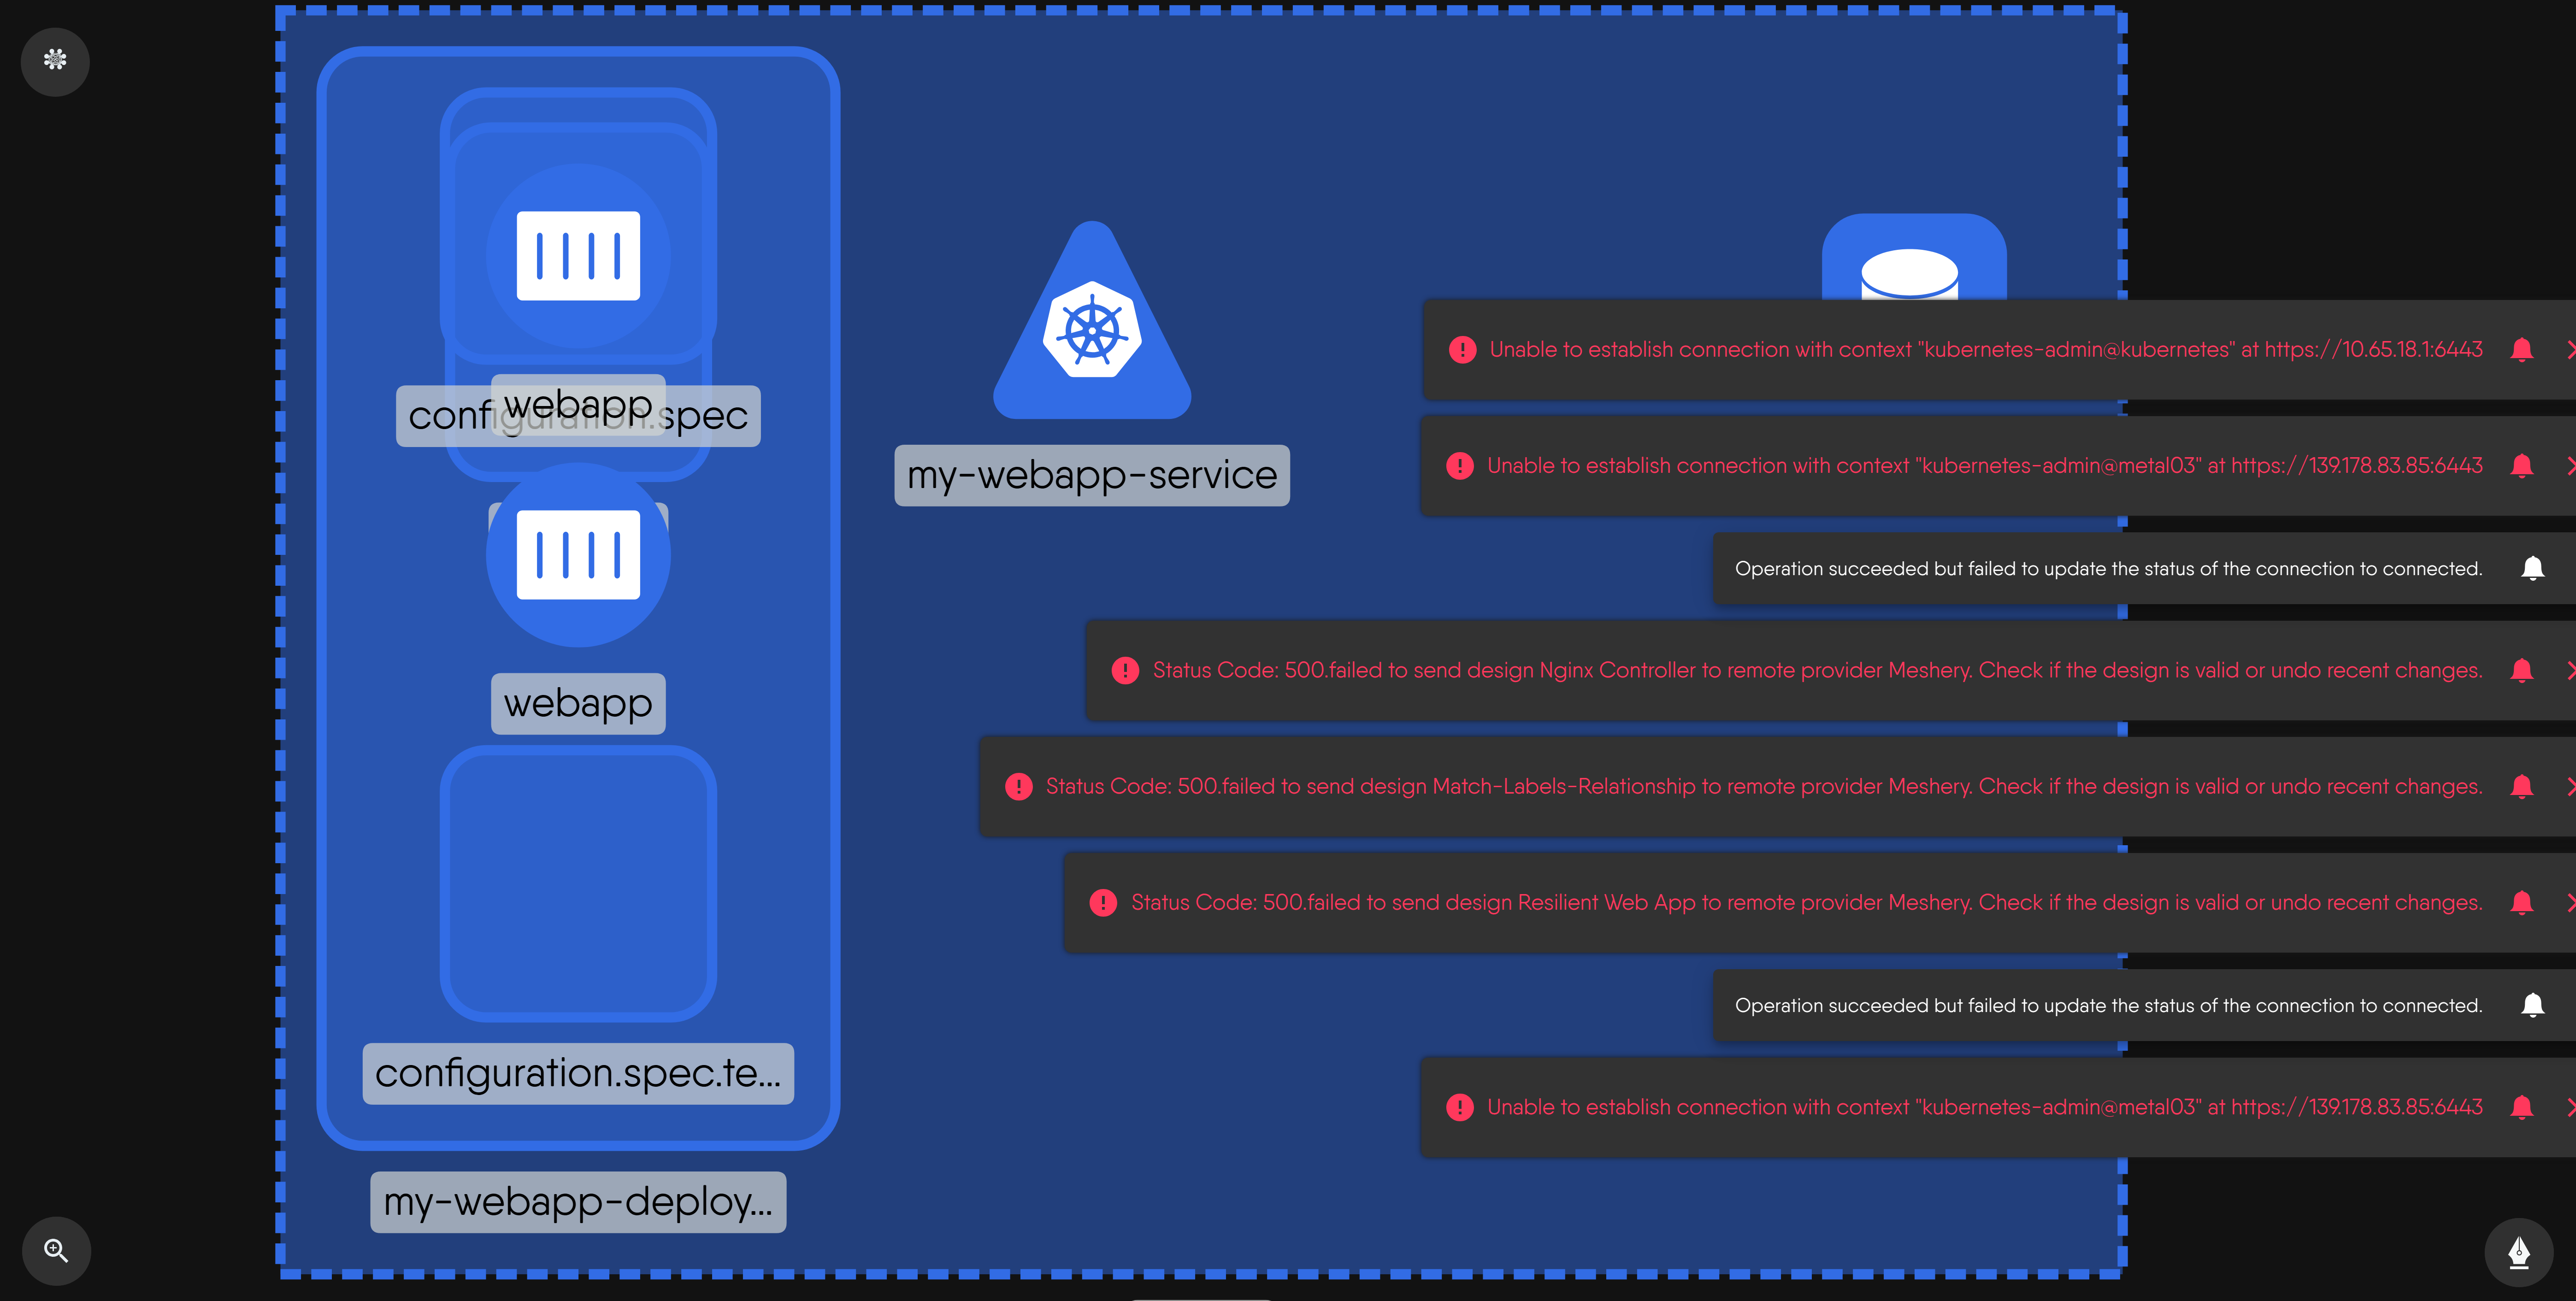 webapp
configuration.spec
my-webapp-service
webapp
configuration.spec.te...
my-webapp-deploy...
Unable to establish connection with context "kubernetes-admin@kubernetes" at https://10.65.18.1:6443
Unable to establish connection with context "kubernetes-admin@metal03" at https://139.178.83.85:6443
Operation succeeded but failed to update the status of the connection to connected.
Status Code: 500.failed to send design Nginx Controller to remote provider Meshery. Check if the design is valid or undo recent changes.
Status Code: 500.failed to send design Match-Labels-Relationship to remote provider Meshery. Check if the design is valid or undo recent changes.
Status Code: 500.failed to send design Resilient Web App to remote provider Meshery. Check if the design is valid or undo recent changes.
Operation succeeded but failed to update the status of the connection to connected.
Unable to establish connection with context "kubernetes-admin@metal03" at https://139.178.83.85:6443